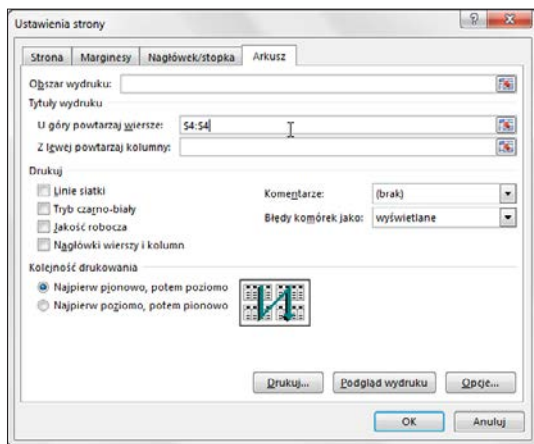 Ustawienia strony
Strona Marginesy Nagłówek/stopka Arkusz
Obszar wydruku:
Tytuły wydruku
U góry powtarzaj wiersze: $4:$4
Z lewej powtarzaj kolumny:
Drukuj
Linie siatki Komentarze: (brak)
Tryb czarno-biały Błędy komórek jako: wyświetlane
Jakość robocza
Nagłówki wierszy i kolumn
Kolejność drukowania
Najpierw pionowo, potem poziomo
Najpierw poziomo, potem pionowo
Drukuj... Podgląd wydruku Opcje...
OK Anuluj